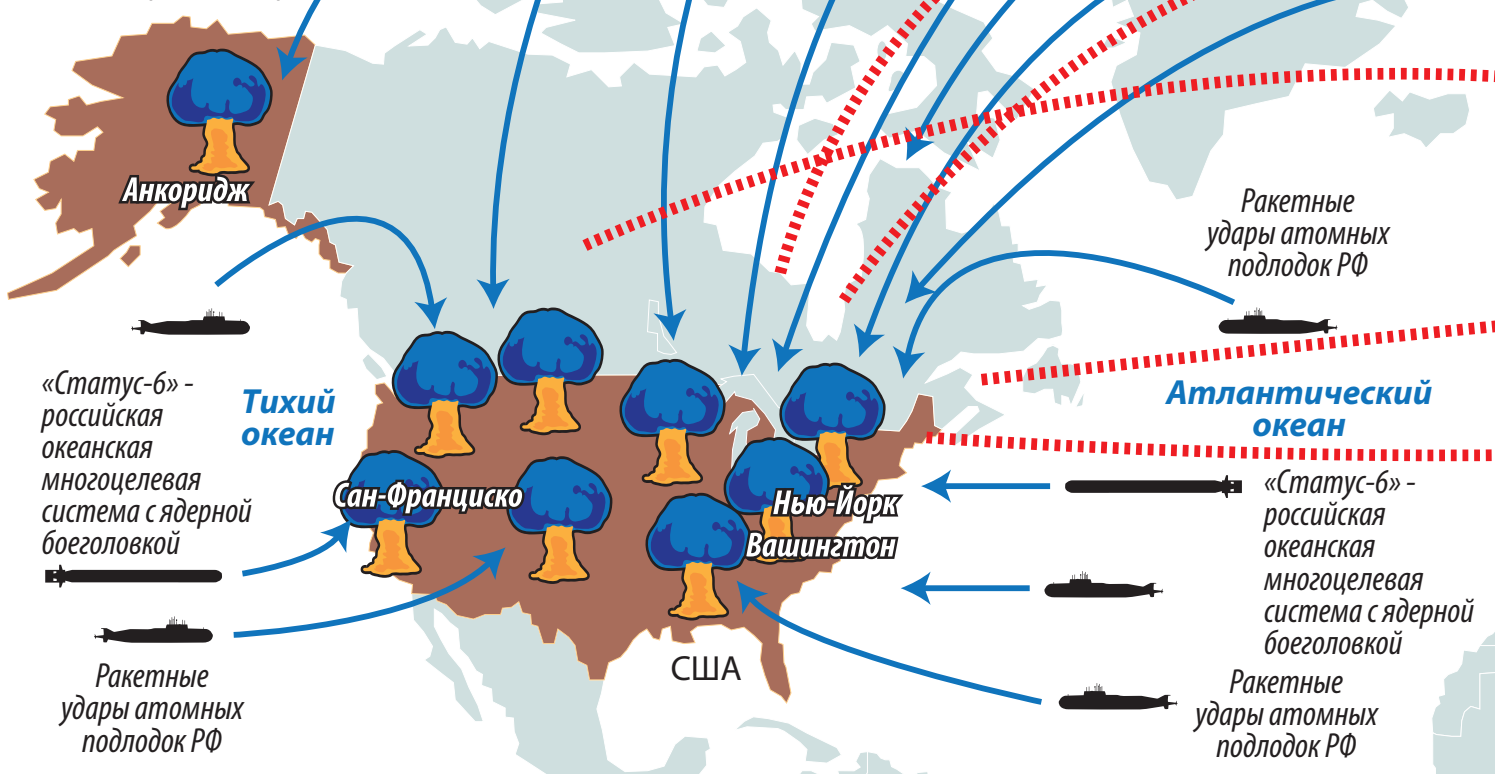 Анкоридж
Ракетные
удары атомных
подлодок РФ
«Статус-6» -
российская
океанская
многоцелевая
система с ядерной
боеголовкой
Тихий
океан
Атлантический
океан
Сан-Франциско
Нью-Йорк
Вашингтон
«Статус-6» -
российская
океанская
многоцелевая
система с ядерной
боеголовкой
США
Ракетные
удары атомных
подлодок РФ
Ракетные
удары атомных
подлодок РФ